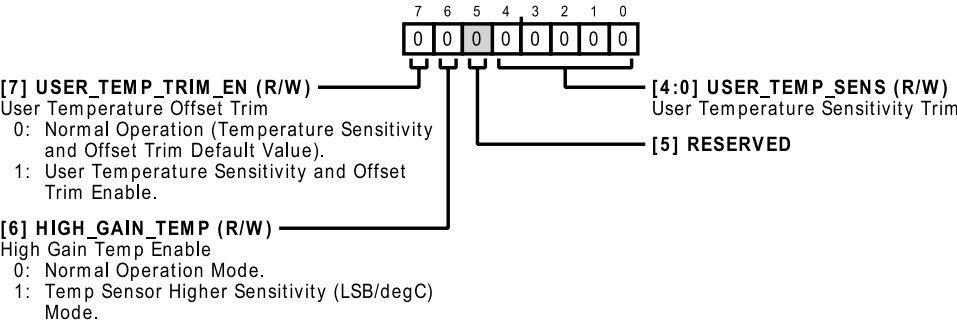 7 6 5 4 3 2 1 0
0 0 0 0 0 0 0 0
[7] USER_TEMP_TRIM_EN (R/W)
User Temperature Offset Trim
0: Normal Operation (Temperature Sensitivity
and Offset Trim Default Value).
1: User Temperature Sensitivity and Offset
Trim Enable.
[6] HIGH_GAIN_TEMP (R/W)
High Gain Temp Enable
0: Normal Operation Mode.
1: Temp Sensor Higher Sensitivity (LSB/degC)
Mode.
[4:0] USER_TEMP_SENS (R/W)
User Temperature Sensitivity Trim
[5] RESERVED